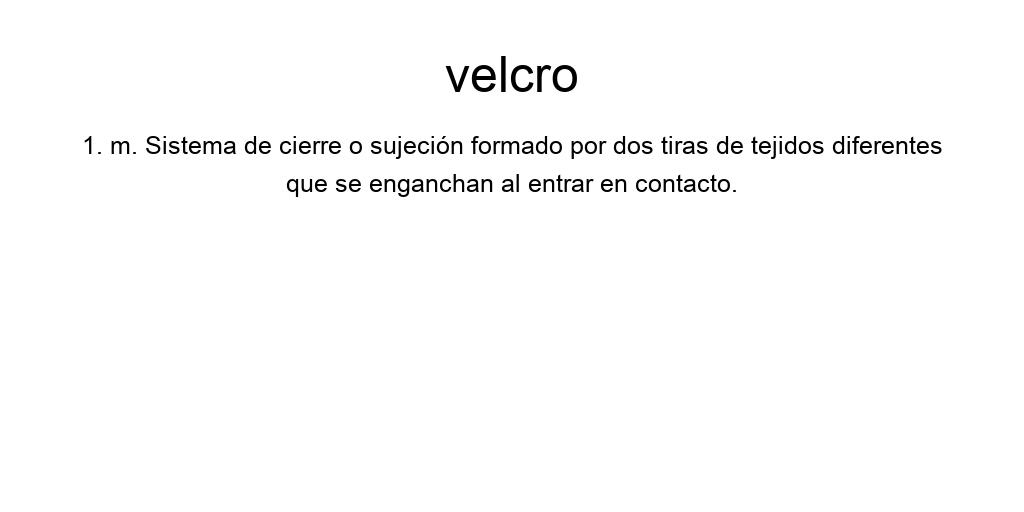 velcro
1. m. Sistema de cierre o sujeción formado por dos tiras de tejidos diferentes
que se enganchan al entrar en contacto.